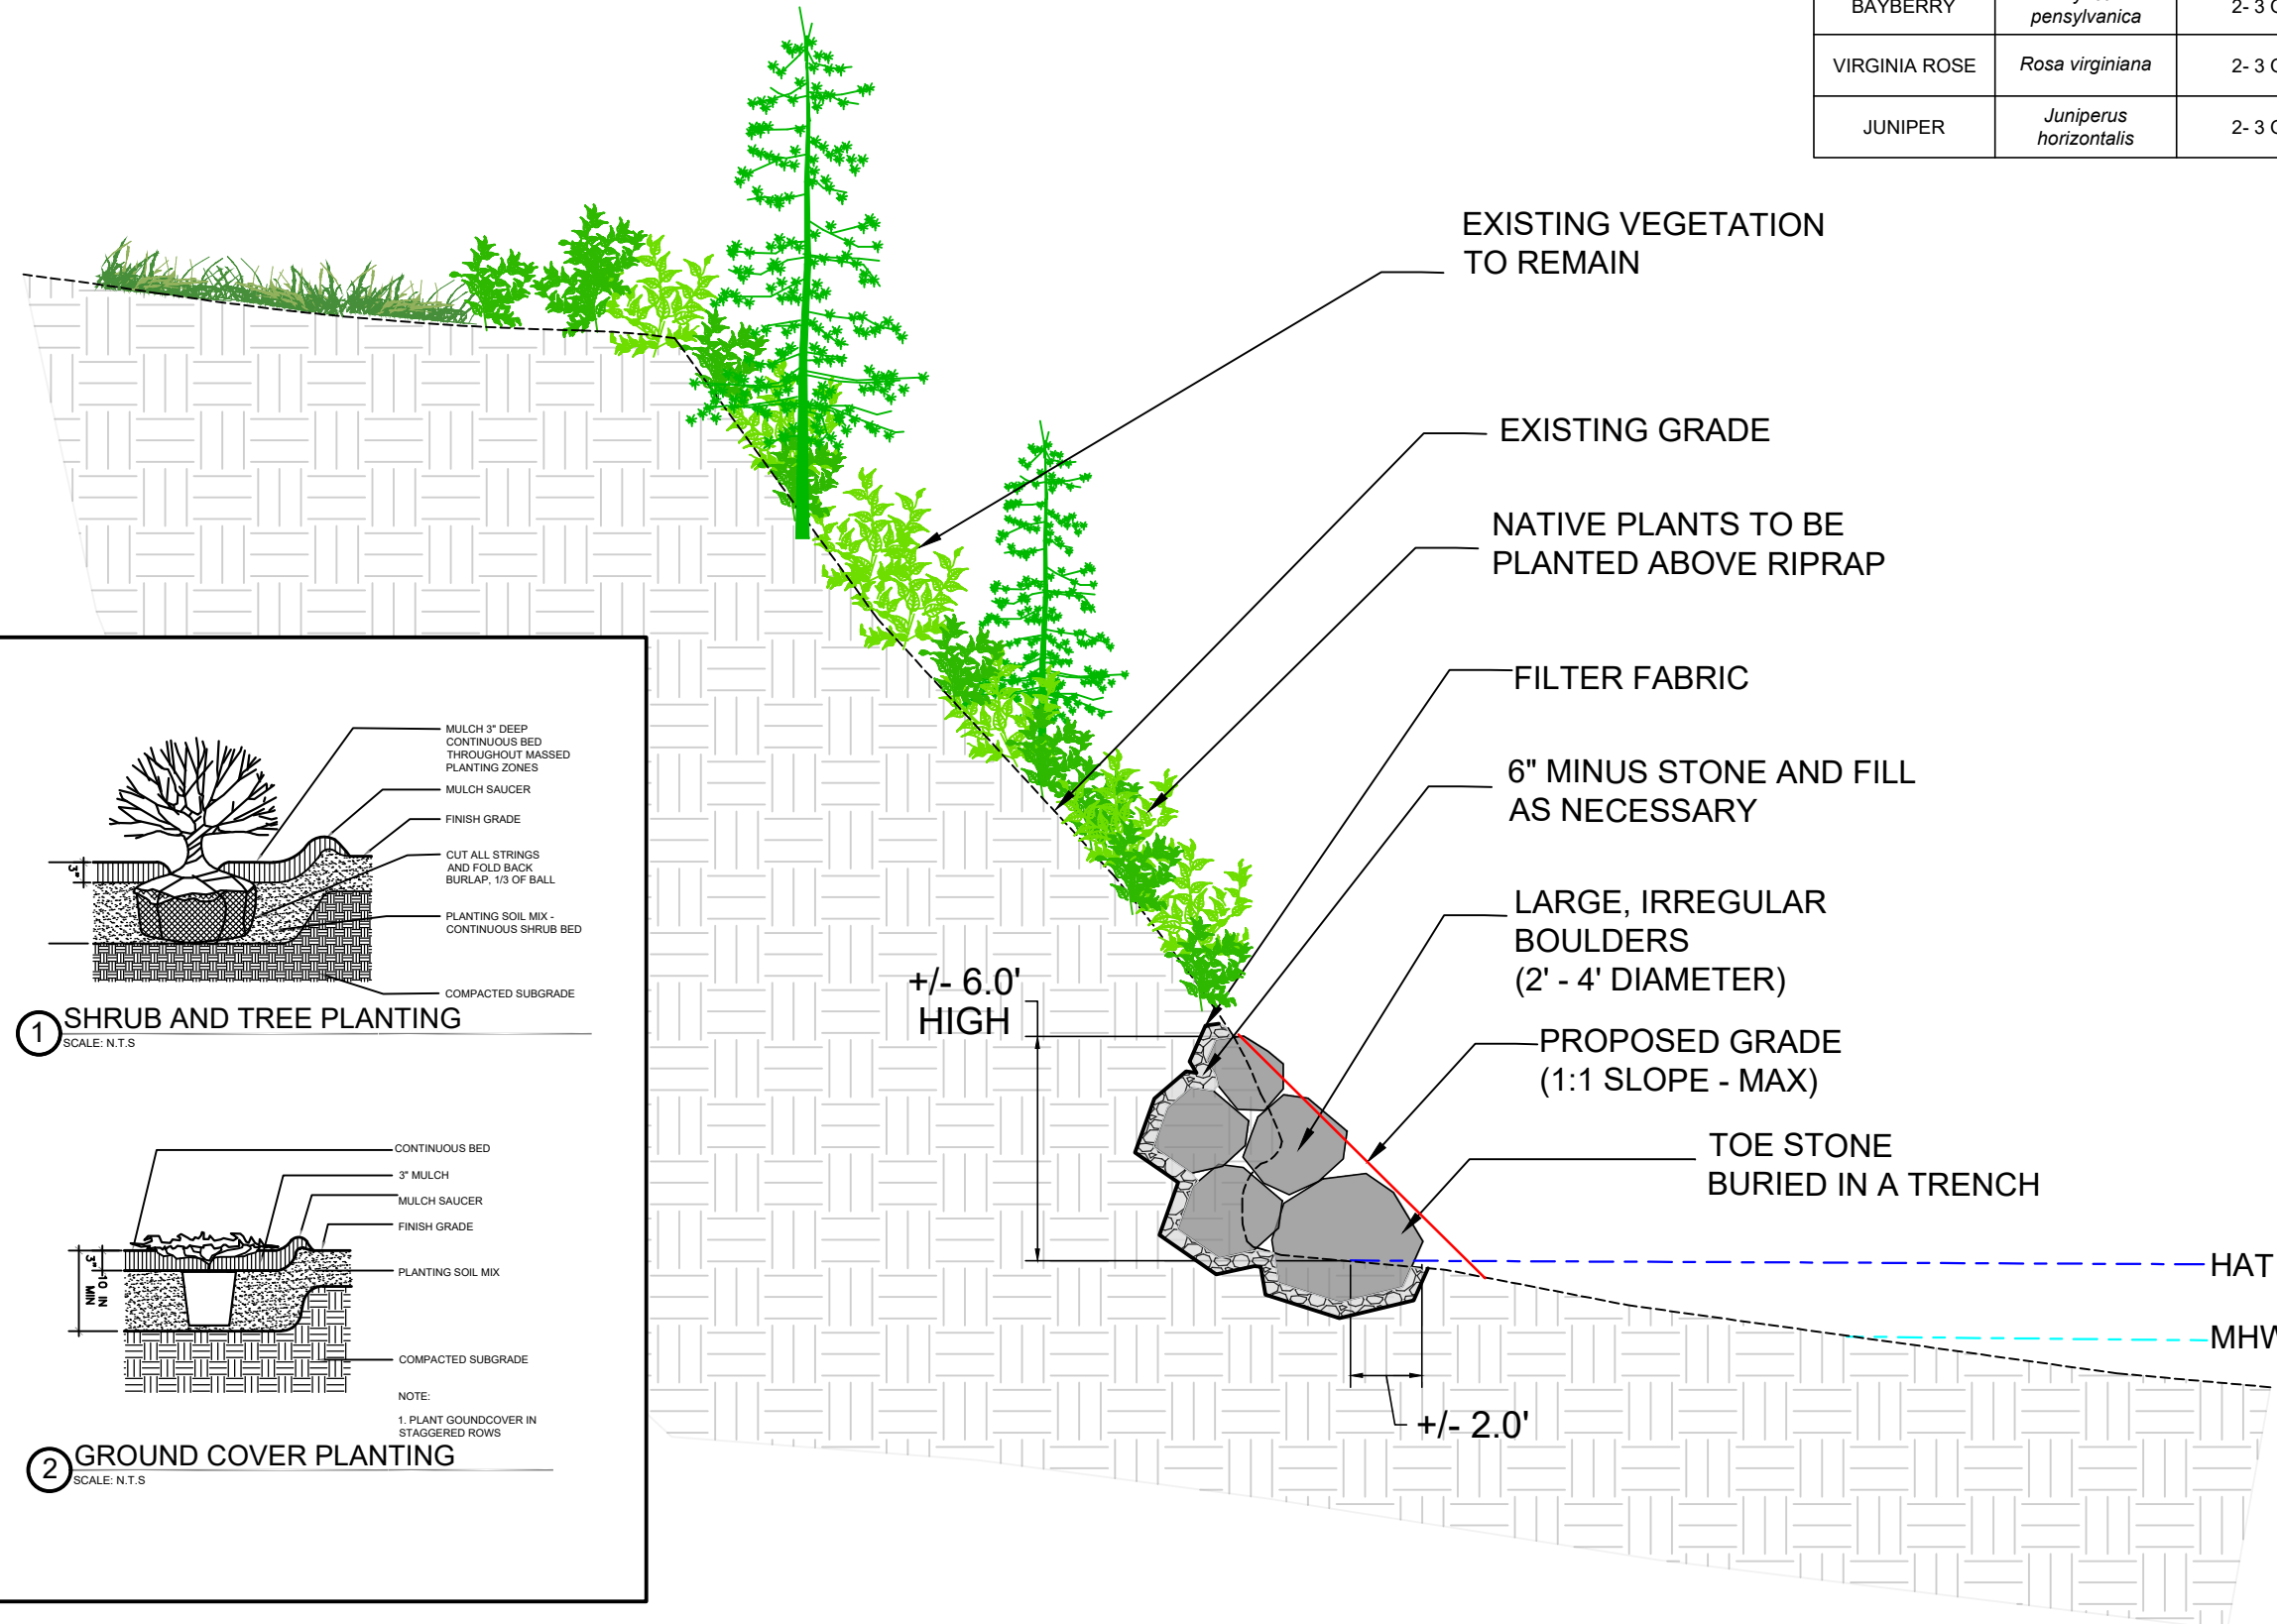 BAYBERRY
pensylvanica
2- 3
VIRGINIA ROSE
Rosa virginiana
2- 3
JUNIPER
Juniperus
horizontalis
2- 3
EXISTING VEGETATION
TO REMAIN
EXISTING GRADE
NATIVE PLANTS TO BE
PLANTED ABOVE RIPRAP
FILTER FABRIC
6" MINUS STONE AND FILL
AS NECESSARY
LARGE, IRREGULAR
BOULDERS
(2' - 4' DIAMETER)
PROPOSED GRADE
(1:1 SLOPE - MAX)
TOE STONE
BURIED IN A TRENCH
HAT
+/- 6.0'
HIGH
+/- 2.0'
MULCH 3" DEEP
CONTINUOUS BED
THROUGHOUT MASSED
PLANTING ZONES
MULCH SAUCER
FINISH GRADE
CUT ALL STRINGS
AND FOLD BACK
BURLAP, 1/3 OF BALL
PLANTING SOIL MIX -
CONTINUOUS SHRUB BED
COMPACTED SUBGRADE
3"
1 SHRUB AND TREE PLANTING
SCALE: N.T.S
CONTINUOUS BED
3" MULCH
MULCH SAUCER
FINISH GRADE
PLANTING SOIL MIX
COMPACTED SUBGRADE
3"
10 IN
MIN
NOTE:
1. PLANT GOUNDCOVER IN
STAGGERED ROWS
2 GROUND COVER PLANTING
SCALE: N.T.S